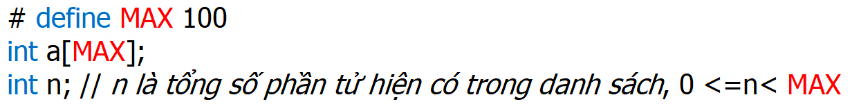 # define MAX 100
int a[MAX];
int n; // n là tổng số phần tử hiện có trong danh sách, 0 <=n< MAX